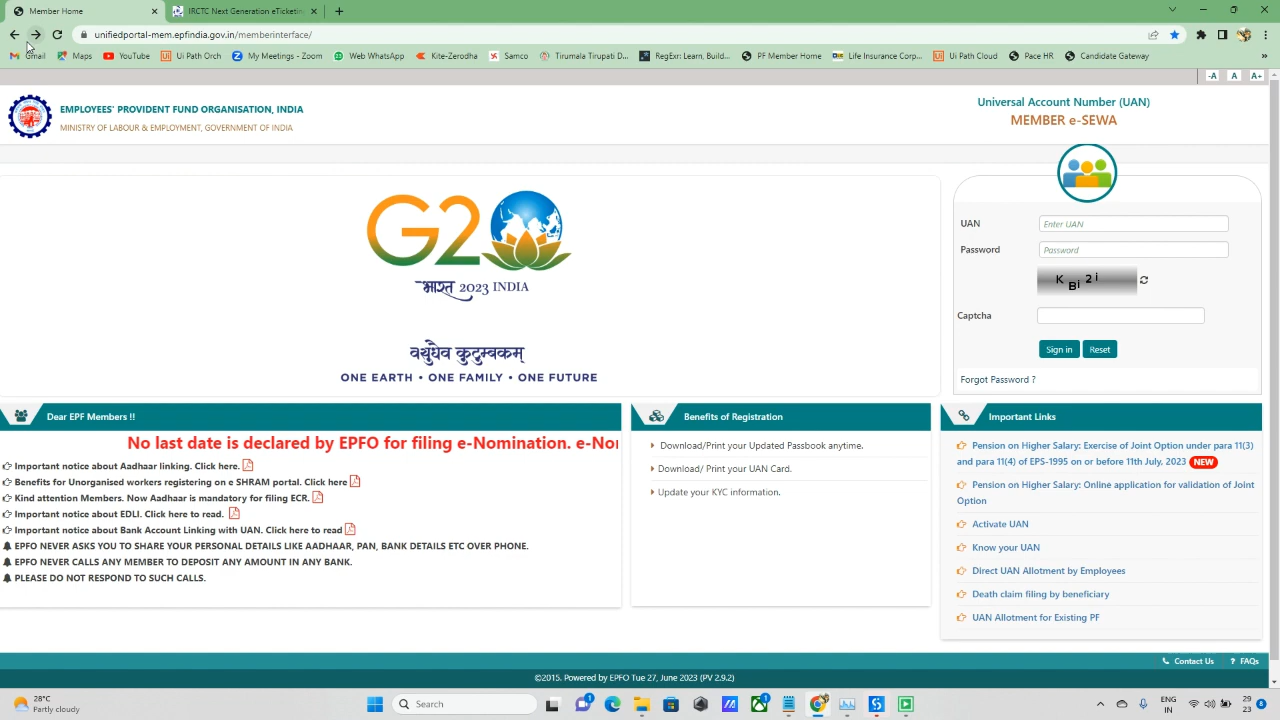 Member Home
IRCTC Next Generation eTicketing
unifiedportal-mem.epfindia.gov.in/memberinterface/
Gmail
Maps
YouTube
Ui Path Orch
Meetings - Zoom
Web WhatsApp
Kite-Zerodha
Samco
Tirumala Tirupati D...
RegExr: Learn, Build...
PF Member Home
Life Insurance Corp...
Ui Path Cloud
Pace HR
Candidate Gateway
-A A A+
EMPLOYEES' PROVIDENT FUND ORGANISATION, INDIA
MINISTRY OF LABOUR & EMPLOYMENT, GOVERNMENT OF INDIA
Universal Account Number (UAN)
MEMBER e-SEWA
G20
भारत 2023 INDIA
वसुधैव कुटुम्बकम्
ONE EARTH • ONE FAMILY • ONE FUTURE
UAN
Enter UAN
Password
Password
K Bi 2 i
Captcha
Sign in
Reset
Forgot Password ?
Dear EPF Members !!
No last date is declared by EPFO for filing e-Nomination. e-No
Important notice about Aadhaar linking. Click here.
Benefits for Unorganised workers registering on e SHRAM portal. Click here
Kind attention Members. Now Aadhar is mandatory for filing ECR.
Important notice about EDLI. Click here to read.
Important notice about Bank Account Linking with UAN. Click here to read
EPFO NEVER ASKS YOU TO SHARE YOUR PERSONAL DETAILS LIKE AADHAAR, PAN, BANK DETAILS ETC OVER PHONE.
EPFO NEVER CALLS ANY MEMBER TO DEPOSIT ANY AMOUNT IN ANY BANK.
PLEASE DO NOT RESPOND TO SUCH CALLS.
Benefits of Registration
Download/Print your Updated Passbook anytime.
Download/ Print your UAN Card.
Update your KYC information.
Important Links
Pension on Higher Salary: Exercise of Joint Option under para 11(3)
and para 11(4) of EPS-1995 on or before 11th July, 2023 NEW
Pension on Higher Salary: Online application for validation of Joint
Option
Activate UAN
Know your UAN
Direct UAN Allotment by Employees
Death claim filing by beneficiary
UAN Allotment for Existing PF
Contact Us
? FAQs
©2015. Powered by EPFO Tue 27, June 2023 (PV 2.9.2)
28°C
Partly cloudy
Search
ENG
IN